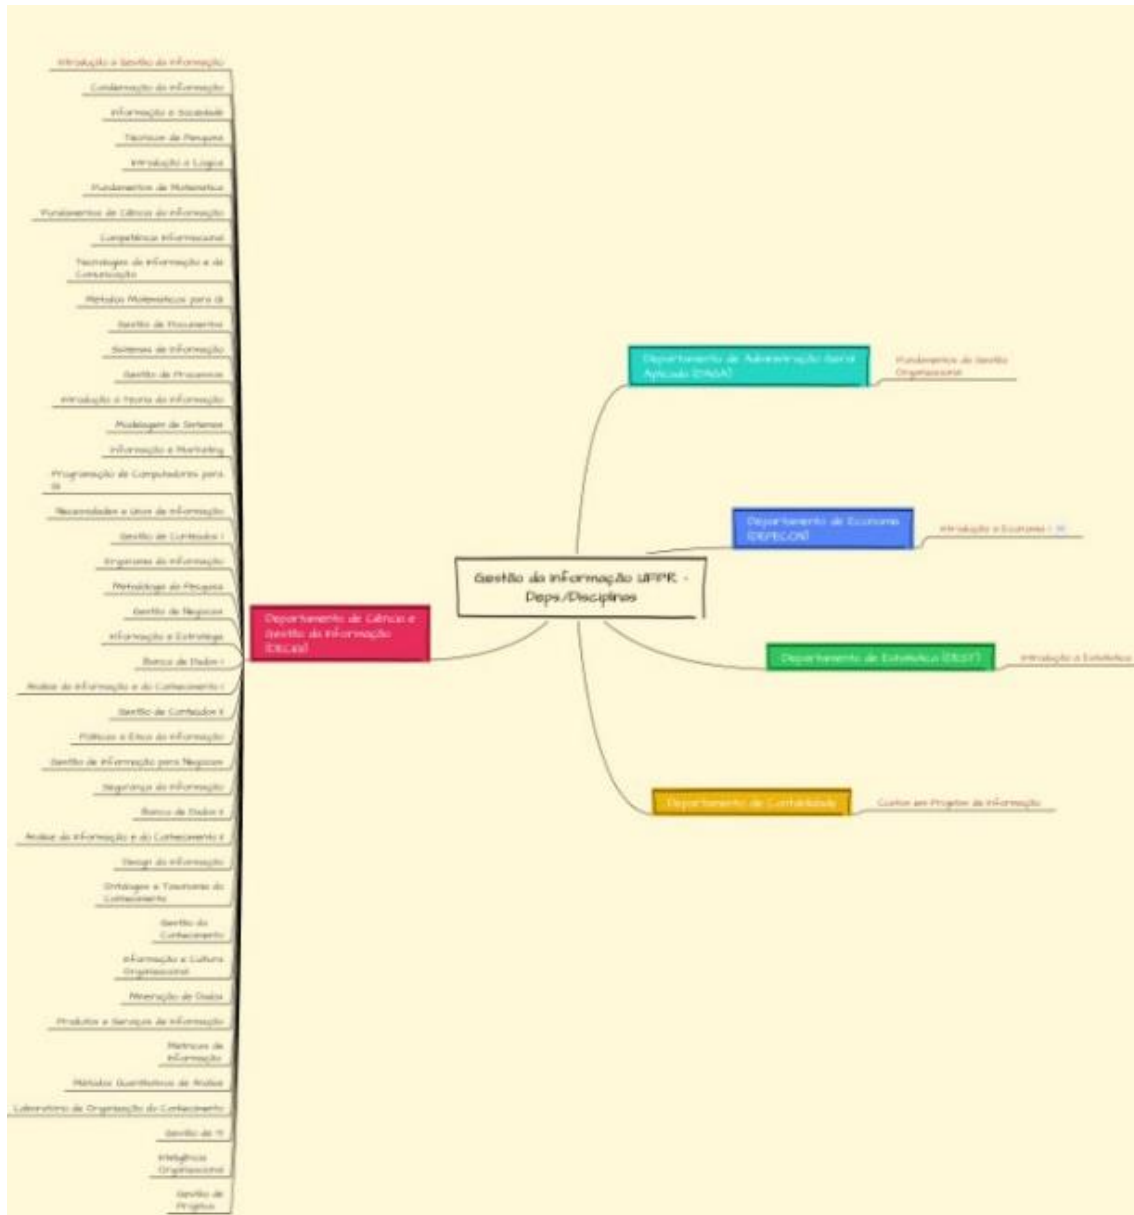 Introdução a Gestão da Informação
Condensação da Informação
Informação e Sociedade
Técnicas de Pesquisa
Introdução a Lógica
Fundamentos de Matemática
Fundamentos da Ciência da Informação
Competência Informacional
Tecnologias da Informação e da
Comunicação
Métodos Matemáticos para GI
Gestão de Documentos
Sistemas de Informação
Gestão de Processos
Introdução a Teoria da Informação
Modelagem de Sistemas
Informação e Marketing
Programação de Computadores para
GI
Necessidades e Usos da Informação
Gestão de Conteúdos I
Organismo da Informação
Metodologia da Pesquisa
Gestão de Negócios
Informação e Estratégia
Banco de Dados I
Análise da Informação e do Conhecimento I
Gestão de Conteúdos II
Políticas e Ética da Informação
Gestão da Informação para Negócios
Segurança da Informação
Banco de Dados II
Análise da Informação e do Conhecimento II
Design da Informação
Ontologias e Taxonomia do
Conhecimento
Gestão do
Conhecimento
Informação e Cultura
Organizacional
Mineração de Dados
Produtos e Serviços de Informação
Métricas da
Informação
Métodos Quantitativos de Análise
Laboratório de Organização do Conhecimento
Gestão de TI
Inteligência
Organizacional
Gestão de
Projetos
Departamento de Ciência e
Gestão da Informação
(DECIGI)
Gestão da Informação UFPR -
Deps./Disciplinas
Departamento de Administração Geral
Aplicada (DAGA)
Fundamentos da Gestão
Organizacional
Departamento de Economia
(DEPECON)
Introdução a Economia I
Departamento de Estatística (DEST)
Introdução a Estatística
Departamento de Contabilidade
Custos em Projetos de Informação